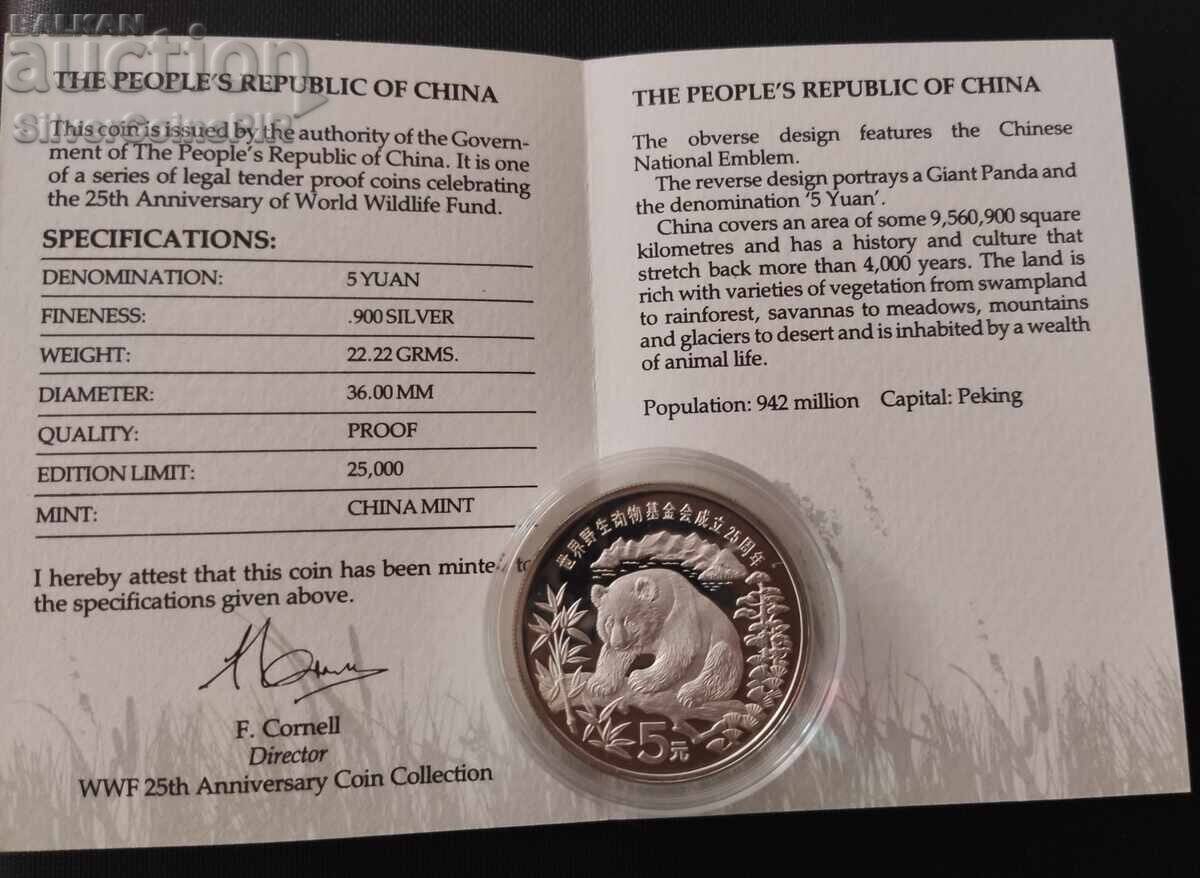 BALKAN
auction
SilverCoinsBIR
THE PEOPLE'S REPUBLIC OF CHINA
This coin is issued by the authority of the Govern-
ment of The People's Republic of China. It is one
of a series of legal tender proof coins celebrating
the 25th Anniversary of World Wildlife Fund.
SPECIFICATIONS:
DENOMINATION: 5 YUAN
FINENESS: .900 SILVER
WEIGHT: 22.22 GRMS.
DIAMETER: 36.00 MM
QUALITY: PROOF
EDITION LIMIT: 25,000
MINT: CHINA MINT
I hereby attest that this coin has been minte to
the specifications given above.
F. Cornell
Director
WWF 25th Anniversary Coin Collection
THE PEOPLE'S REPUBLIC OF CHINA
The obverse design features the Chinese
National Emblem.
The reverse design portrays a Giant Panda and
the denomination '5 Yuan'.
China covers an area of some 9,560,900 square
kilometres and has a history and culture that
stretch back more than 4,000 years. The land is
rich with varieties of vegetation from swampland
to rainforest, savannas to meadows, mountains
and glaciers to desert and is inhabited by a wealth
of animal life.
Population: 942 million Capital: Peking
世界野生动物基金会成立25周年
5元